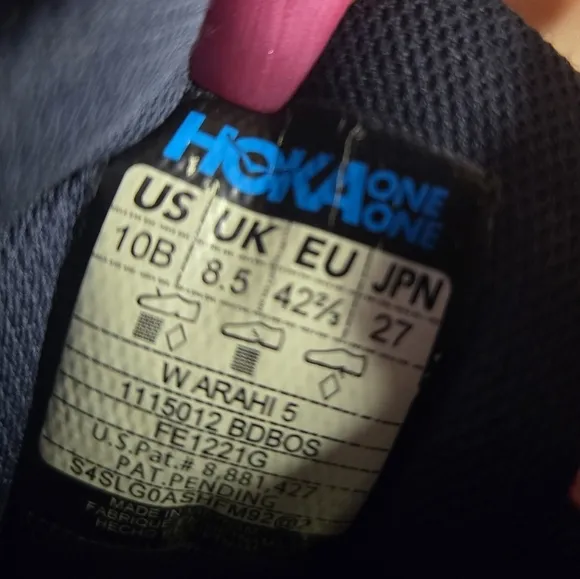 HOKA ONE ONE
US UK EU JPN
10B 8.5 42⅔ 27
W ARAHI 5
1115012 BDBOS
FE1221G
U.S.Pat.# 8,881,427
PAT.PENDING
MADE IN